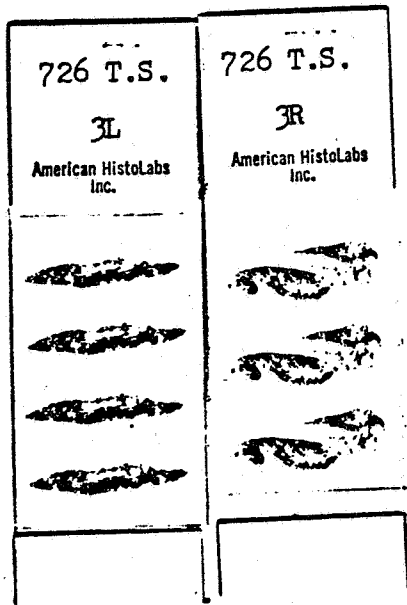 726 T.S.
3L
American HistoLabs
Inc.
726 T.S.
3R
American HistoLabs
Inc.